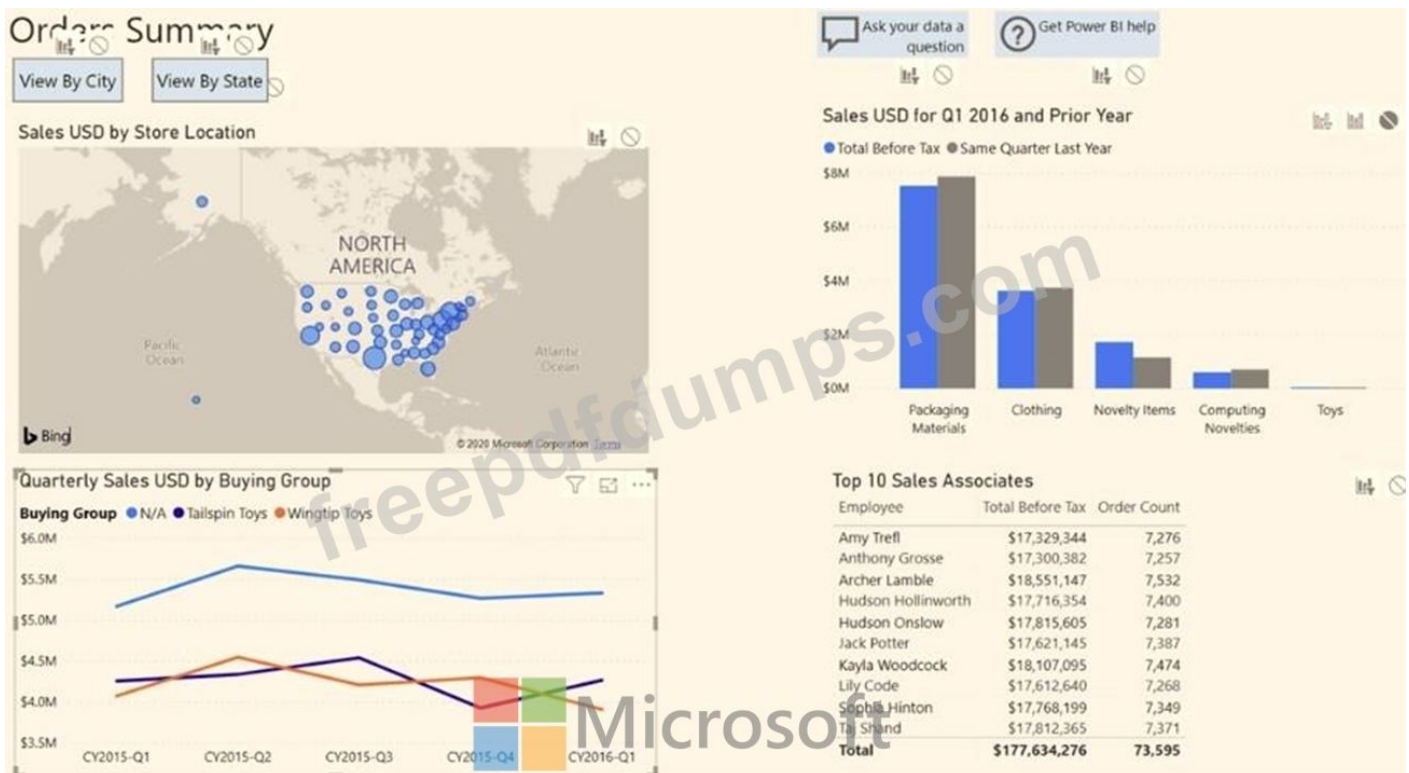 Orders Summary
View By City
View By State
Ask your data a
question
Get Power BI help
Sales USD by Store Location
NORTH
AMERICA
Pacific
Ocean
Atlantic
Ocean
Bing
© 2020 Microsoft Corporation Terms
Sales USD for Q1 2016 and Prior Year
Total Before Tax Same Quarter Last Year
$8M
$6M
$4M
$2M
$0M
Packaging
Materials
Clothing
Novelty Items
Computing
Novelties
Toys
Quarterly Sales USD by Buying Group
Buying Group N/A Tailspin Toys Wingtip Toys
$6.0M
$5.5M
$5.0M
$4.5M
$4.0M
$3.5M
CY2015-Q1 CY2015-Q2 CY2015-Q3 CY2015-Q4 CY2016-Q1
Top 10 Sales Associates
Employee Total Before Tax Order Count
Amy Trefl $17,329,344 7,276
Anthony Grosse $17,300,382 7,257
Archer Lamble $18,551,147 7,532
Hudson Hollinworth $17,716,354 7,400
Hudson Onslow $17,815,605 7,281
Jack Potter $17,621,145 7,387
Kayla Woodcock $18,107,095 7,474
Lily Code $17,612,640 7,268
Sophia Hinton $17,768,199 7,349
Taj Shand $17,812,365 7,371
Total $177,634,276 73,595
freepdfdumps.com
Microsoft